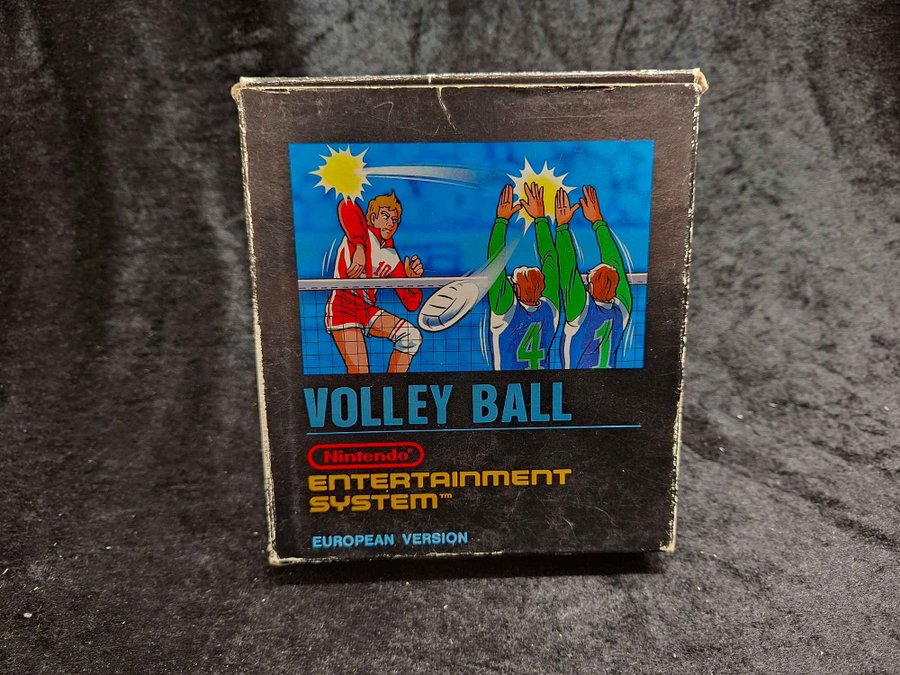 10
4
1
VOLLEY BALL
Nintendo®
ENTERTAINMENT
SYSTEM™
EUROPEAN VERSION